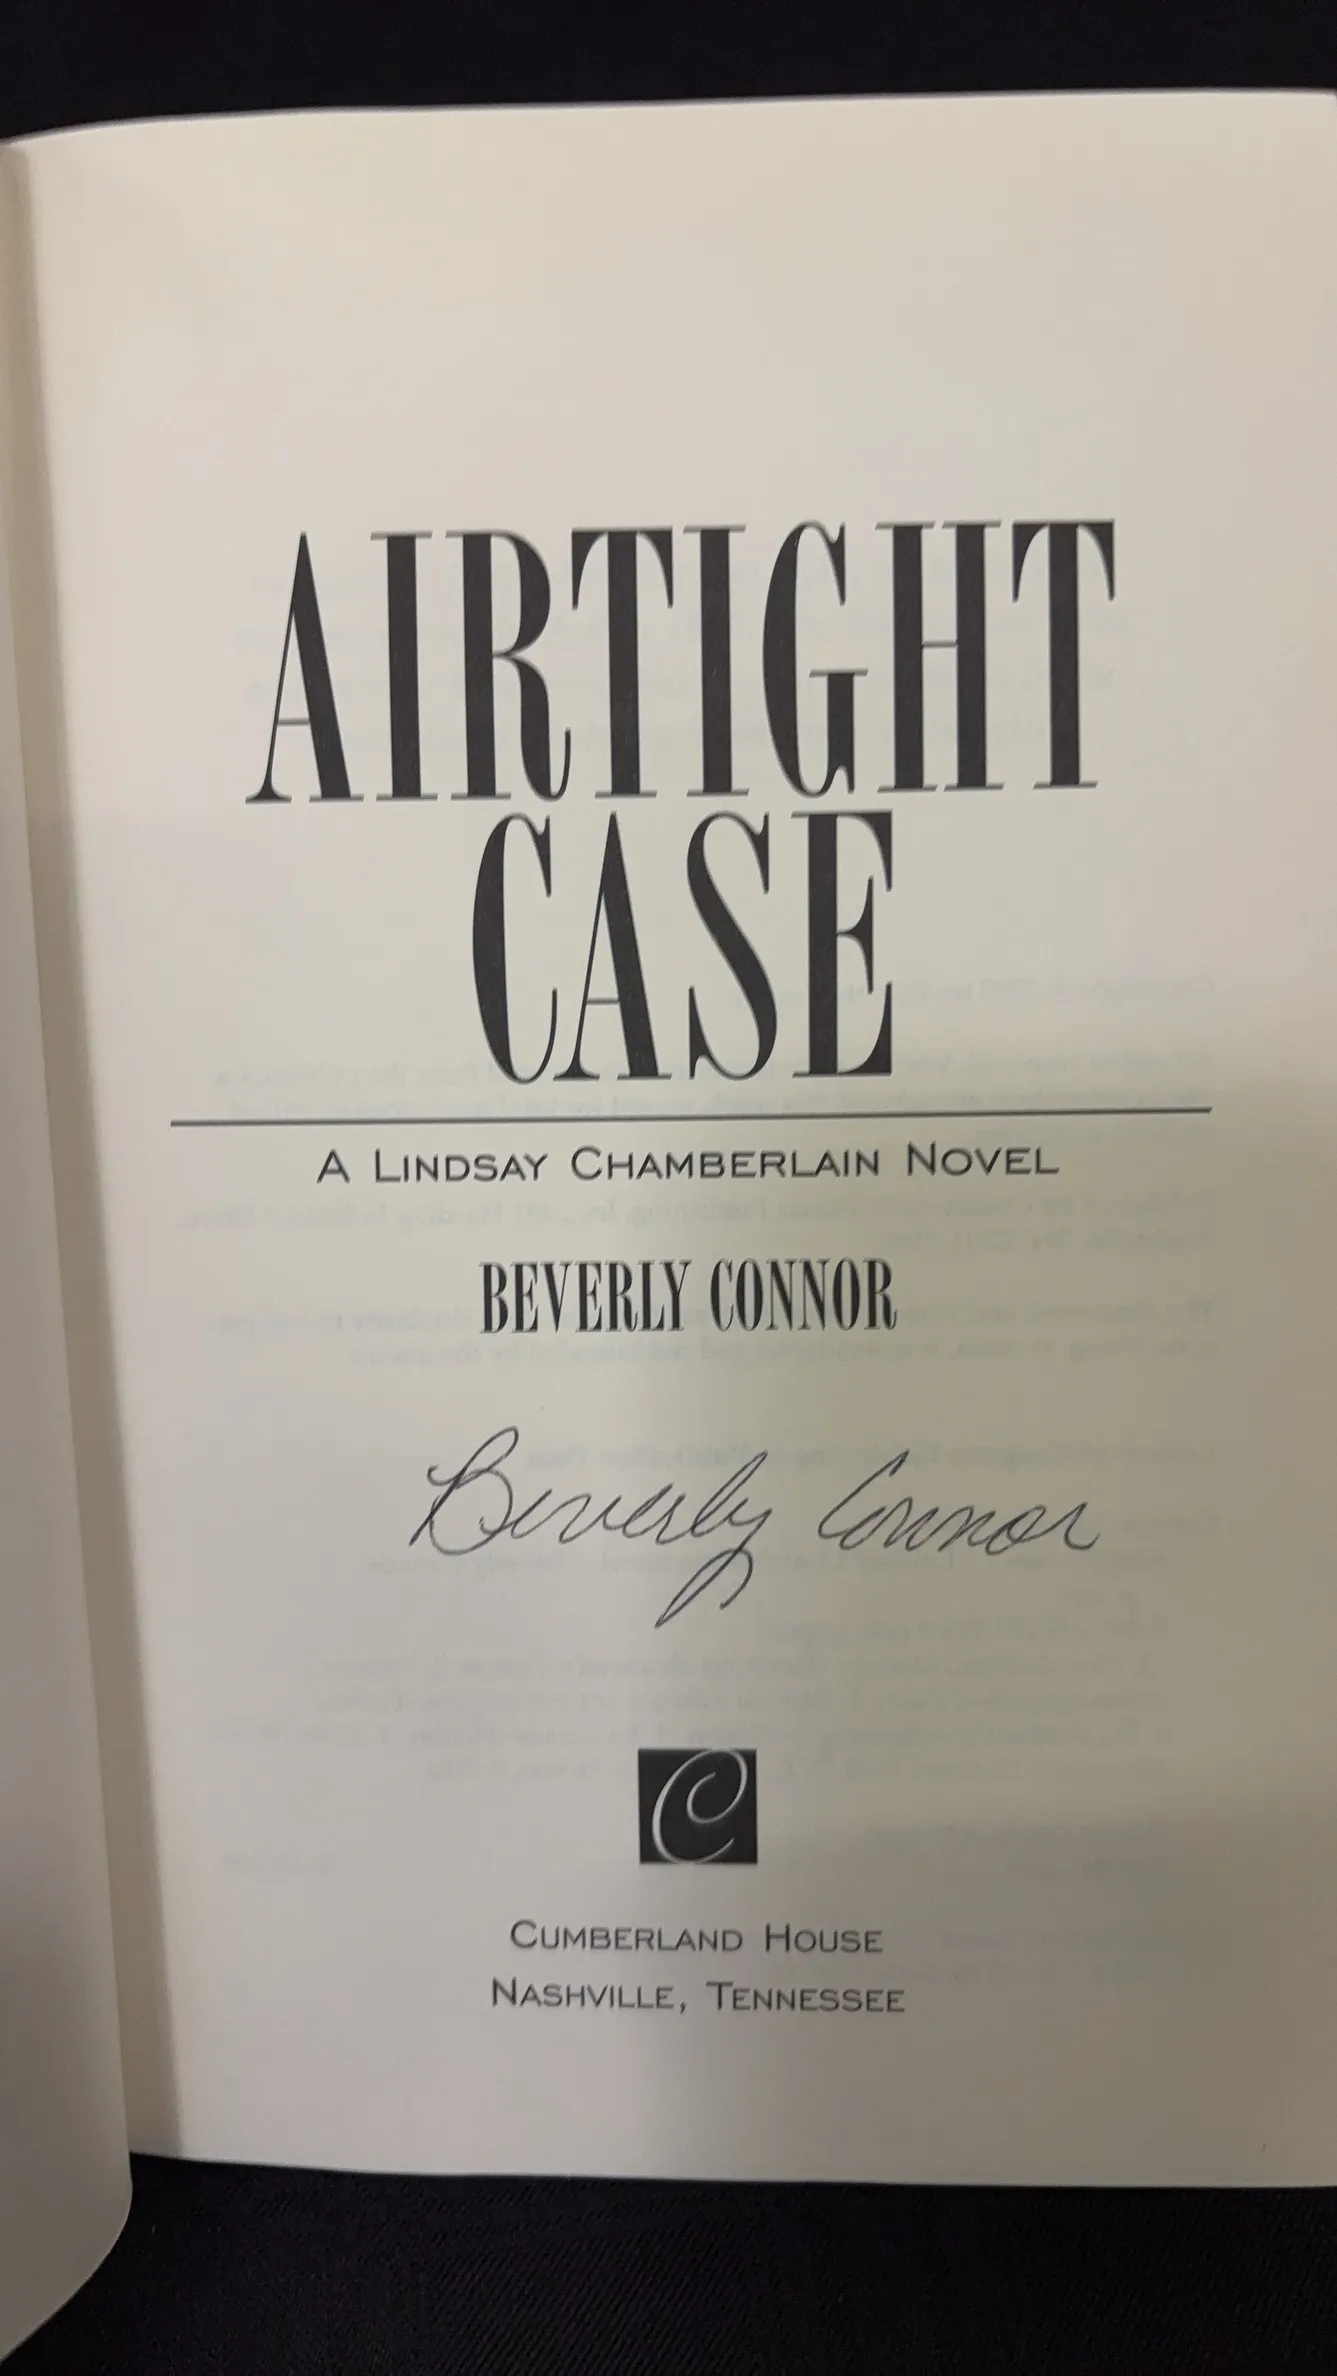 AIRTIGHT
CASE
A LINDSAY CHAMBERLAIN NOVEL
BEVERLY CONNOR
Beverly Connor
C
CUMBERLAND HOUSE
NASHVILLE, TENNESSEE